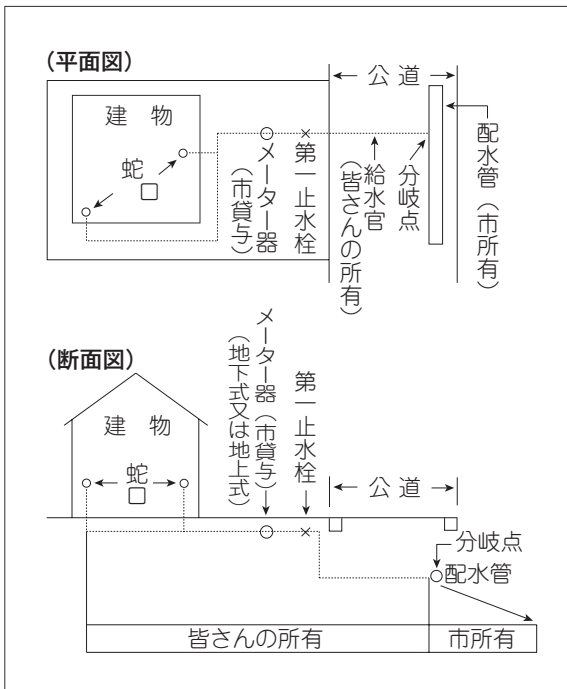 （平面図）
公道
建物
蛇口
メーター器
（市貸与）
第一止水栓
給水官
（皆さんの所有）
分岐点
配水管（市所有）
（断面図）
建物
蛇口
メーター器（市貸与）
（地下式又は地上式）
第一止水栓
公道
分岐点
配水管
皆さんの所有
市所有